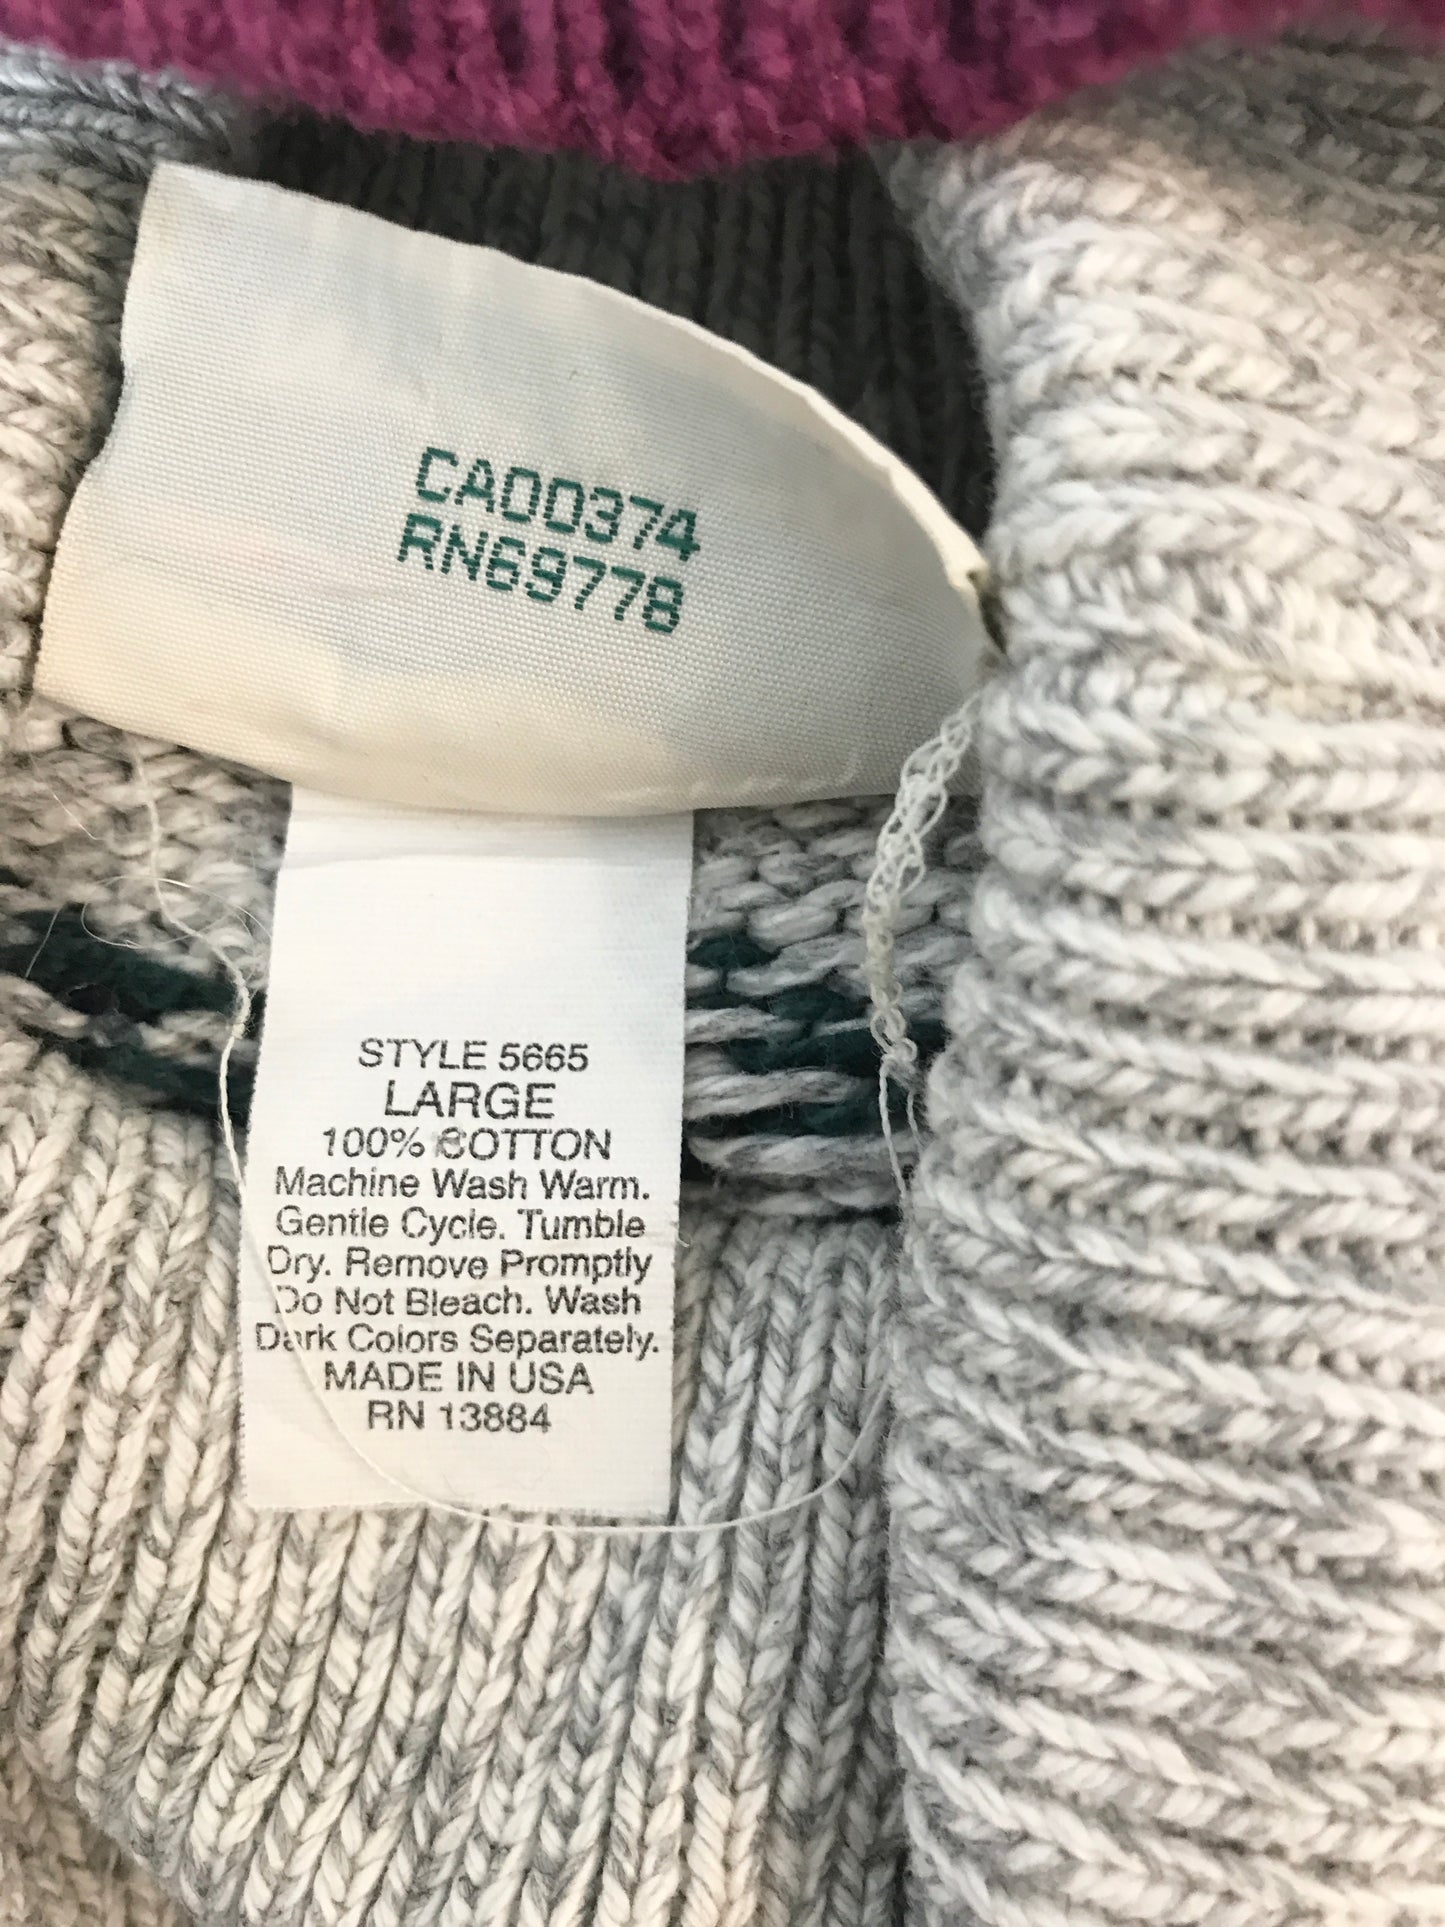 CA00374
RN69778
STYLE 5665
LARGE
100% COTTON
Machine Wash Warm.
Gentle Cycle. Tumble
Dry. Remove Promptly
Do Not Bleach. Wash
Dark Colors Separately.
MADE IN USA
RN 13884